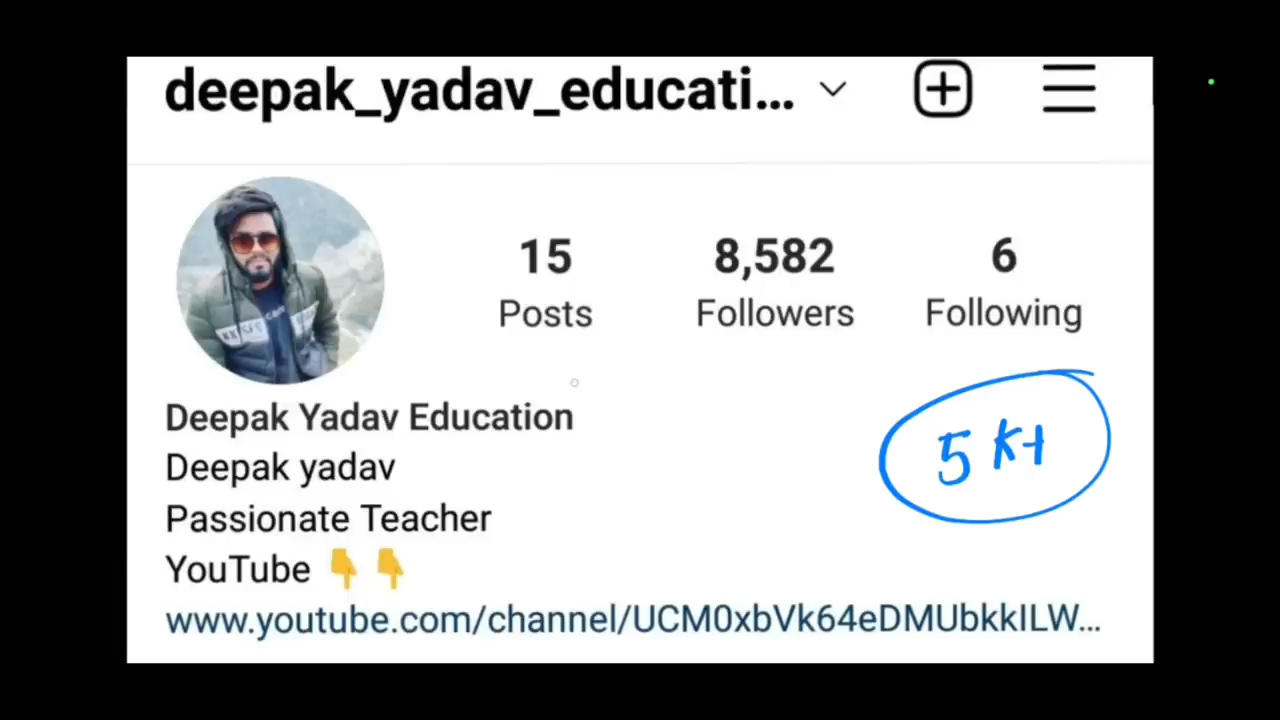 deepak_yadav_educati...
15 8,582 6
Posts Followers Following
Deepak Yadav Education
5 k+
Deepak yadav
Passionate Teacher
YouTube 👇👇
www.youtube.com/channel/UCM0xbVk64eDMUbkkILW...